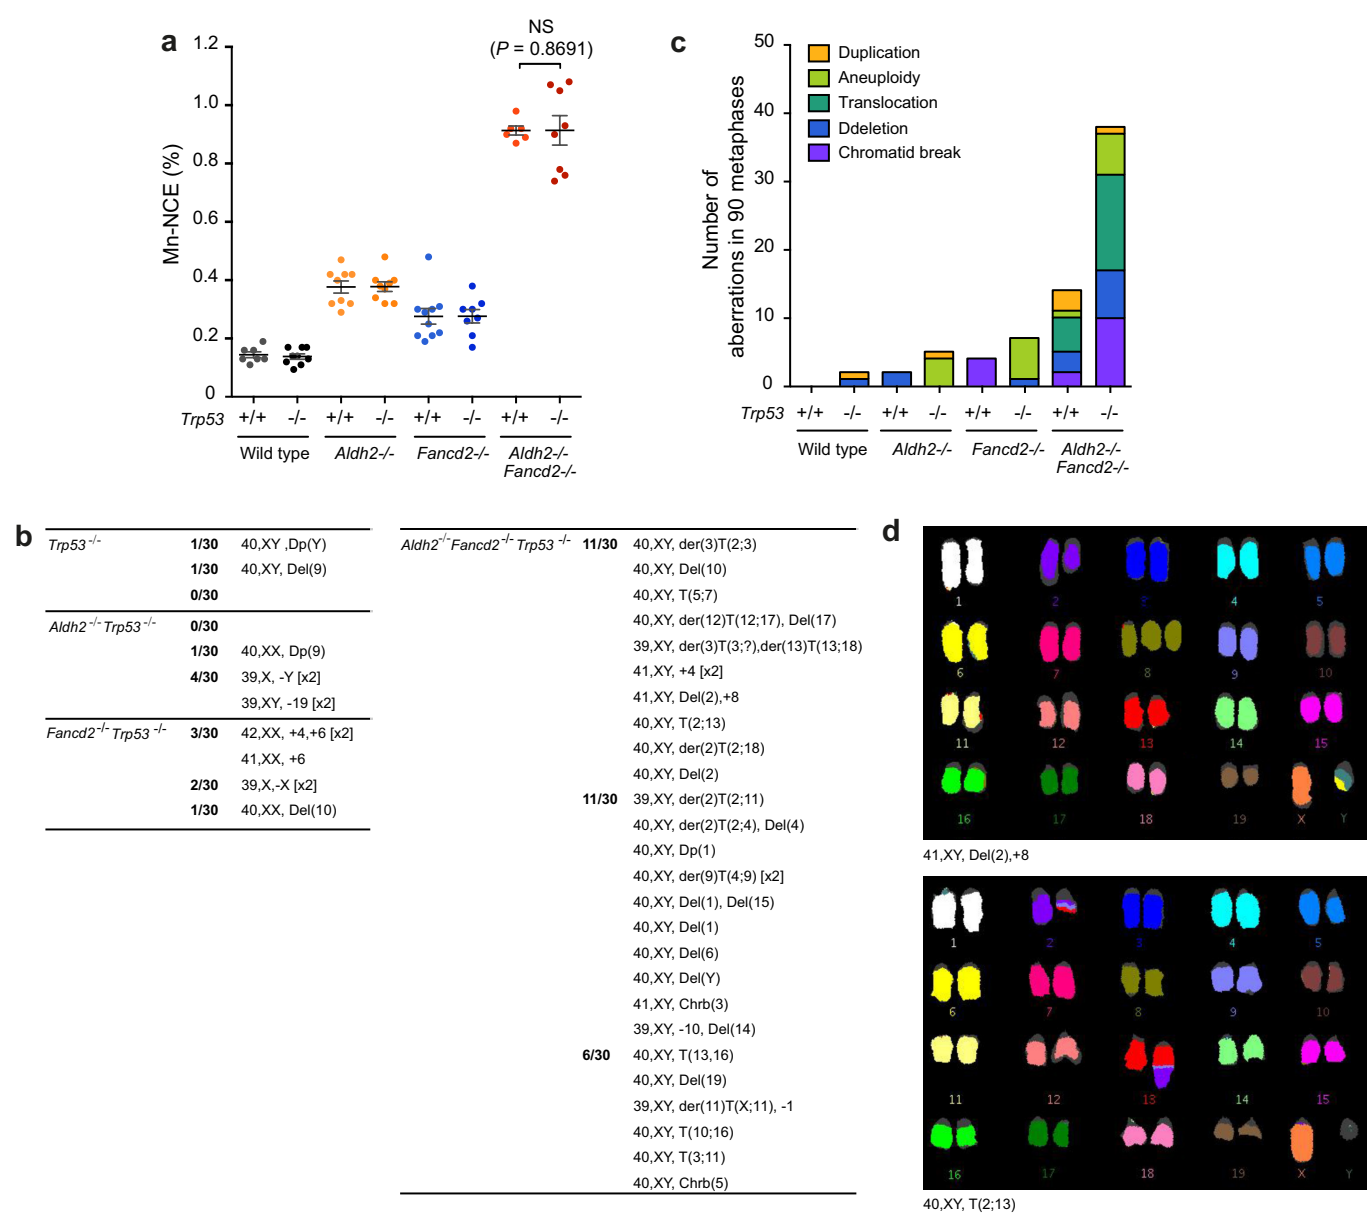 a
NS
(P = 0.8691)
Mn-NCE (%)
1.2
1.0
0.8
0.6
0.4
0.2
0
Trp53 +/+ -/- +/+ -/- +/+ -/- +/+ -/-
Wild type Aldh2-/- Fancd2-/- Aldh2-/-
Fancd2-/-
c
Number of
aberrations in 90 metaphases
50
40
30
20
10
0
Duplication
Aneuploidy
Translocation
Ddeletion
Chromatid break
Trp53 +/+ -/- +/+ -/- +/+ -/- +/+ -/-
Wild type Aldh2-/- Fancd2-/- Aldh2-/-
Fancd2-/-
b
Trp53 -/- 1/30 40,XY ,Dp(Y)
1/30 40,XY, Del(9)
0/30
Aldh2 -/- Trp53 -/- 0/30
1/30 40,XX, Dp(9)
4/30 39,X, -Y [x2]
39,XY, -19 [x2]
Fancd2-/- Trp53 -/- 3/30 42,XX, +4,+6 [x2]
41,XX, +6
2/30 39,X,-X [x2]
1/30 40,XX, Del(10)
Aldh2-/-Fancd2-/- Trp53 -/- 11/30 40,XY, der(3)T(2;3)
40,XY, Del(10)
40,XY, T(5;7)
40,XY, der(12)T(12;17), Del(17)
39,XY, der(3)T(3;?),der(13)T(13;18)
41,XY, +4 [x2]
41,XY, Del(2),+8
40,XY, T(2;13)
40,XY, der(2)T(2;18)
40,XY, Del(2)
11/30 39,XY, der(2)T(2;11)
40,XY, der(2)T(2;4), Del(4)
40,XY, Dp(1)
40,XY, der(9)T(4;9) [x2]
40,XY, Del(1), Del(15)
40,XY, Del(1)
40,XY, Del(6)
40,XY, Del(Y)
41,XY, Chrb(3)
39,XY, -10, Del(14)
6/30 40,XY, T(13,16)
40,XY, Del(19)
39,XY, der(11)T(X;11), -1
40,XY, T(10;16)
40,XY, T(3;11)
40,XY, Chrb(5)
d
1 2 3 4 5
6 7 8 9 10
11 12 13 14 15
16 17 18 19 X Y
41,XY, Del(2),+8
1 2 3 4 5
6 7 8 9 10
11 12 13 14 15
16 17 18 19 X Y
40,XY, T(2;13)